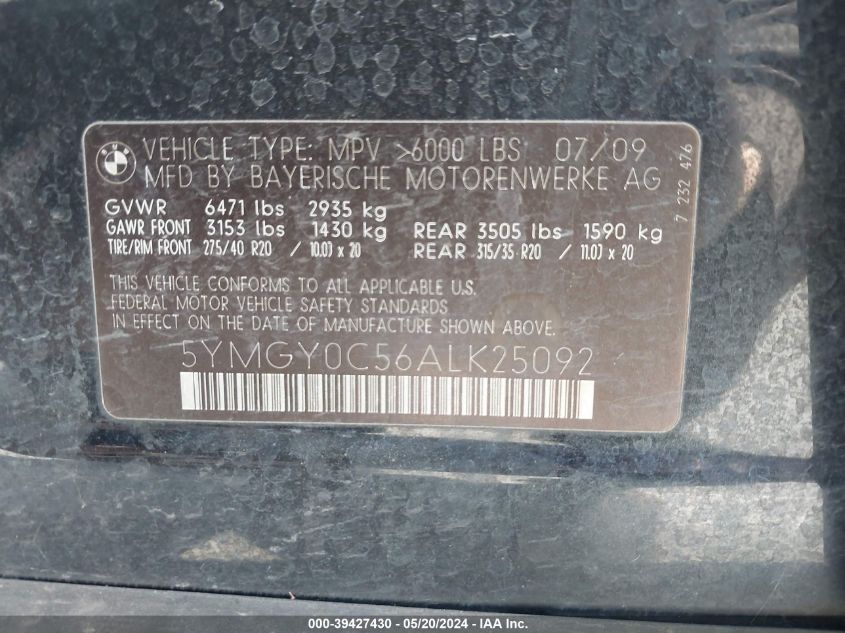 VEHICLE TYPE: MPV >6000 LBS 07/09
MFD BY BAYERISCHE MOTORENWERKE AG
GVWR 6471 lbs 2935 kg
GAWR FRONT 3153 lbs 1430 kg REAR 3505 lbs 1590 kg
TIRE/RIM FRONT 275/40 R20 / 10.0J x 20 REAR 315/35 R20 / 11.0J x 20
THIS VEHICLE CONFORMS TO ALL APPLICABLE U.S.
FEDERAL MOTOR VEHICLE SAFETY STANDARDS
IN EFFECT ON THE DATE OF MANUFACTURE SHOWN ABOVE.
5YMGY0C56ALK25092
7 232 476
000-39427430 - 05/20/2024 - IAA Inc.